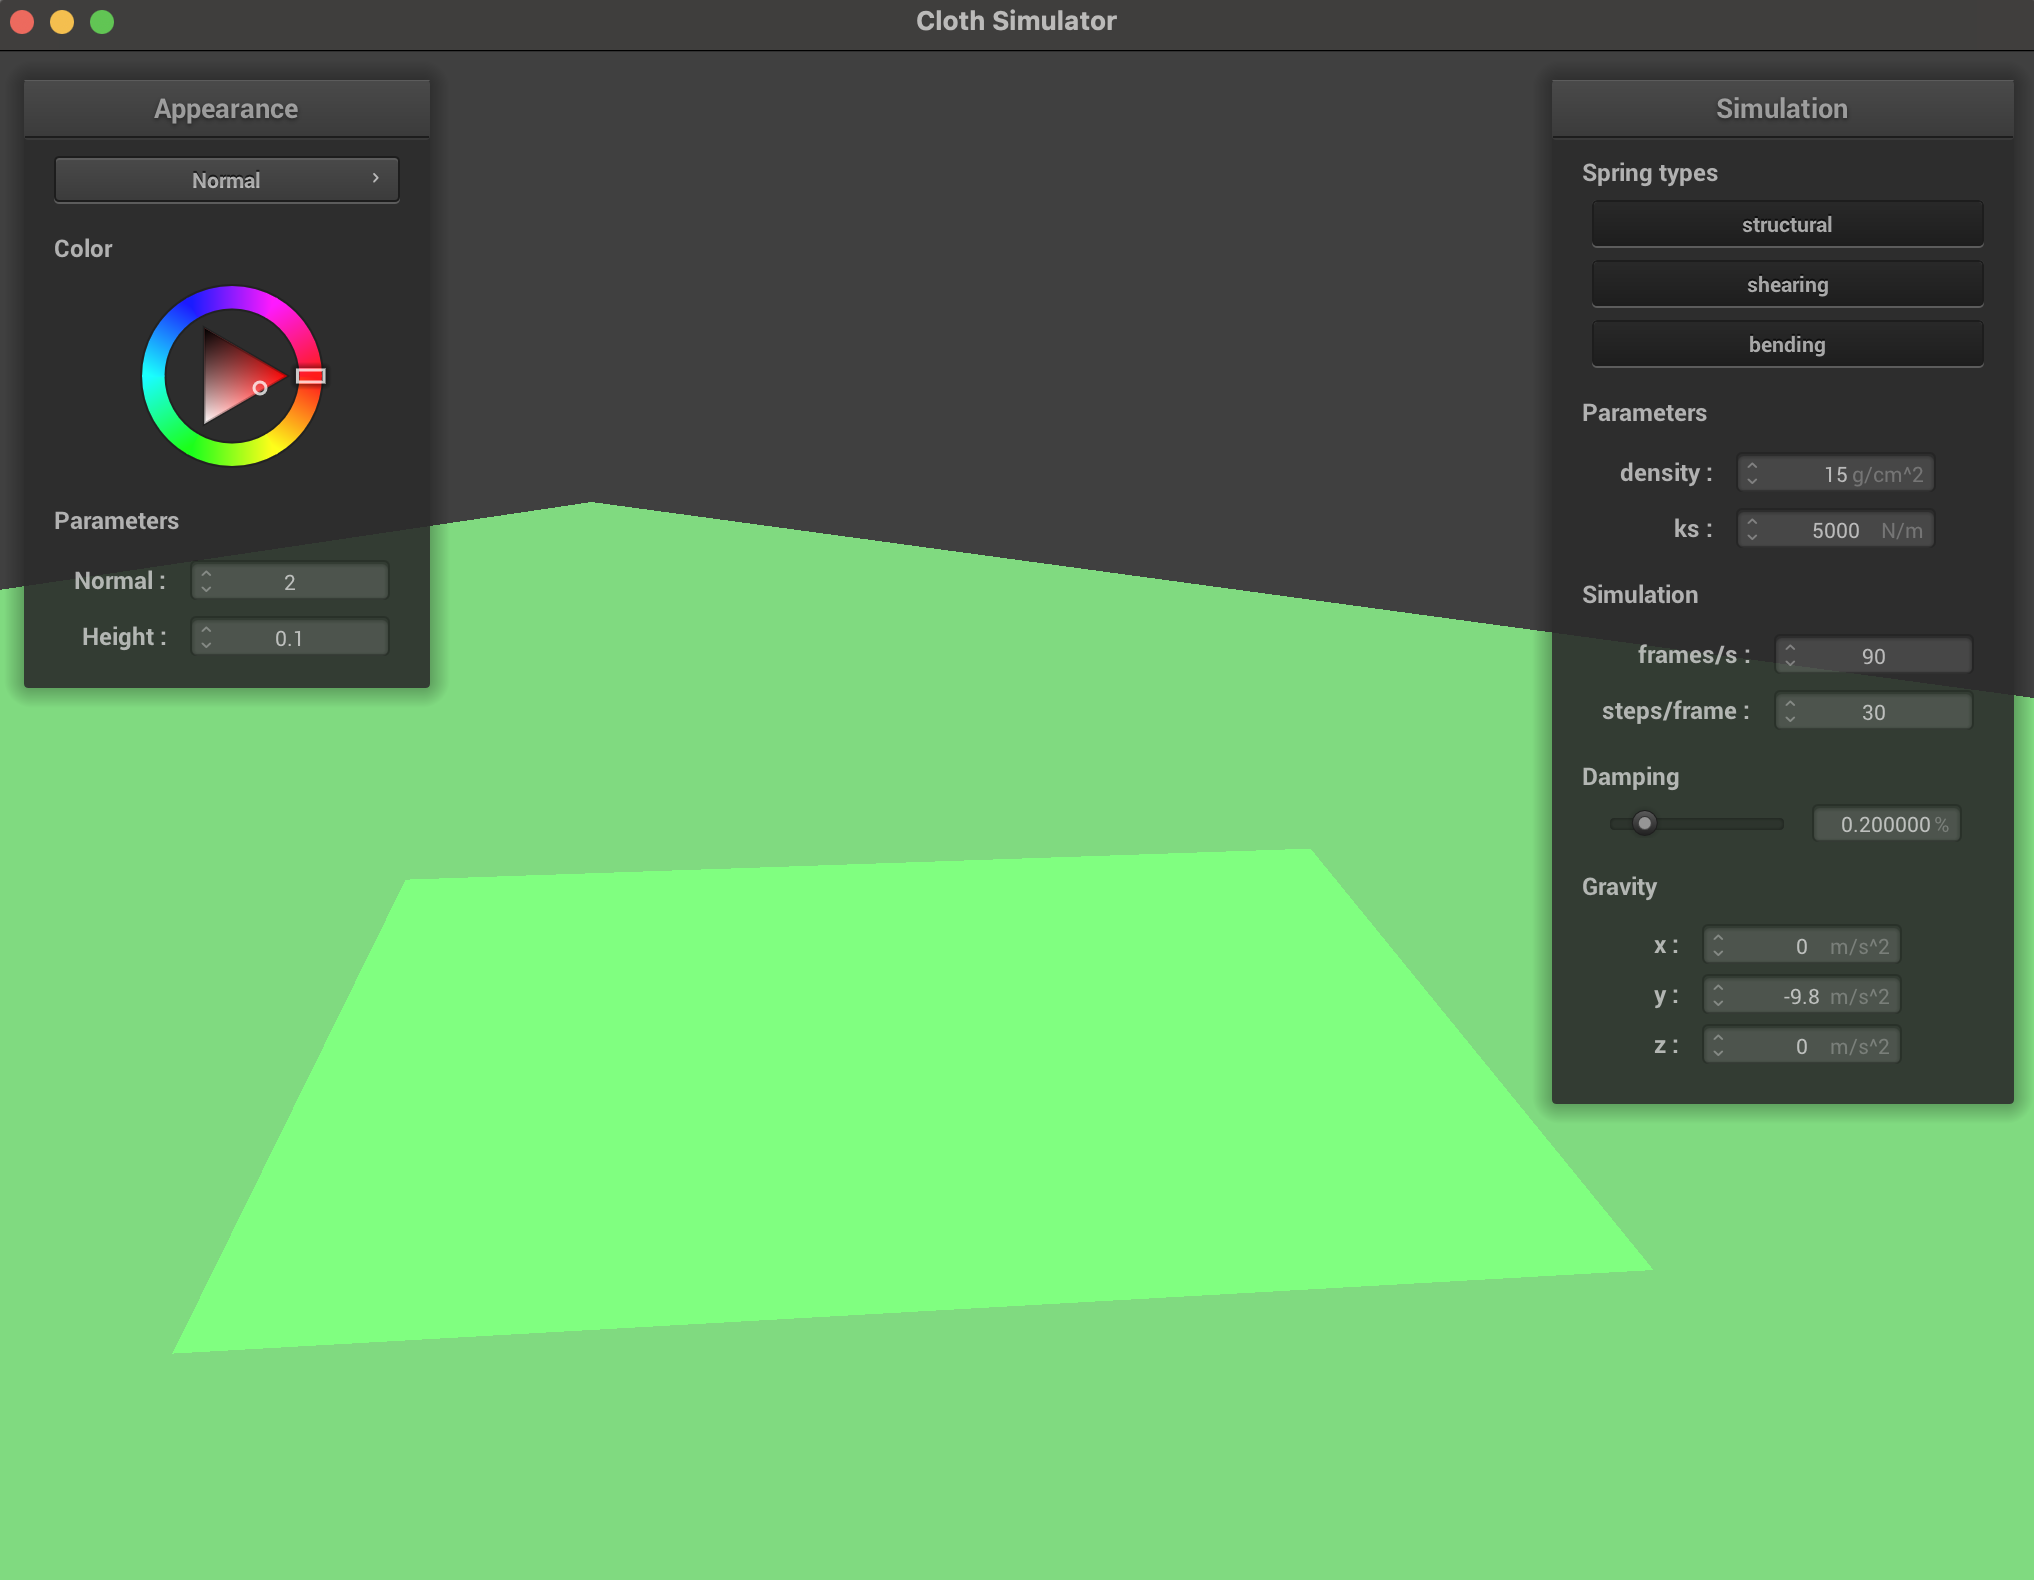 Cloth Simulator
Appearance
Normal
Color
Parameters
Normal : 2
Height : 0.1
Simulation
Spring types
structural
shearing
bending
Parameters
density : 15 g/cm^2
ks : 5000 N/m
Simulation
frames/s : 90
steps/frame : 30
Damping
0.200000 %
Gravity
x : 0 m/s^2
y : -9.8 m/s^2
z : 0 m/s^2